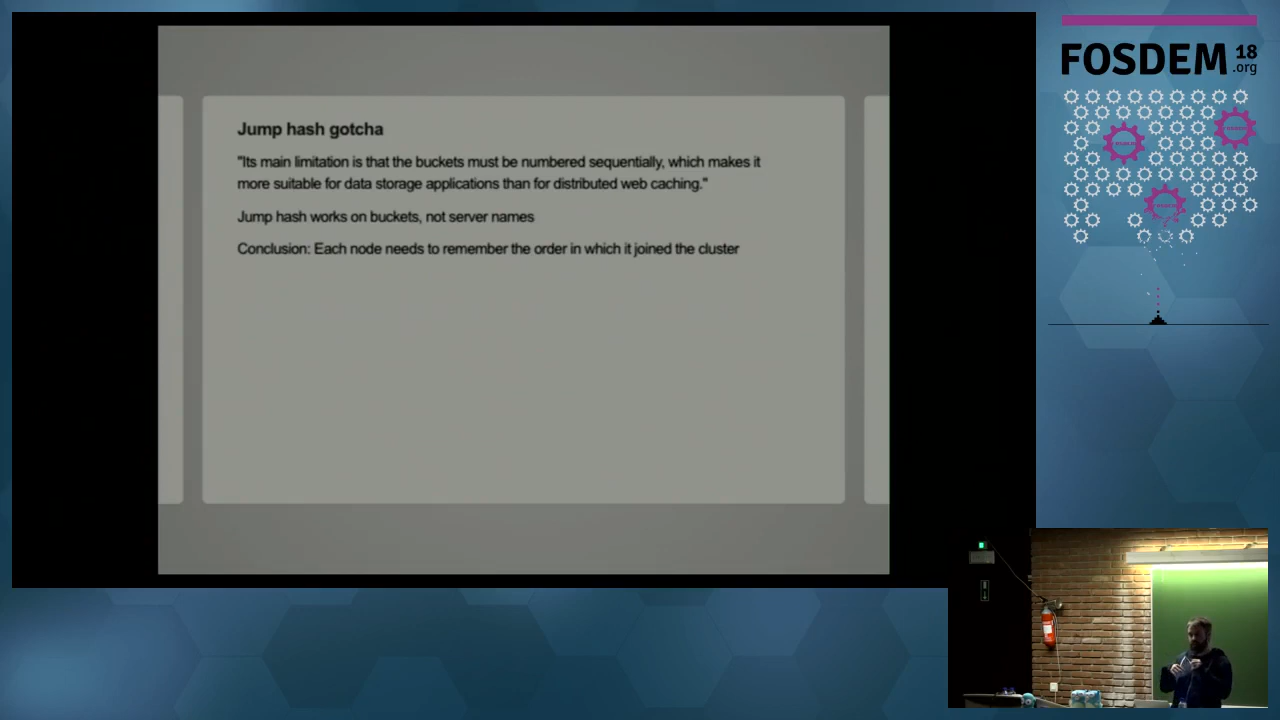 Jump hash gotcha
"Its main limitation is that the buckets must be numbered sequentially, which makes it
more suitable for data storage applications than for distributed web caching."
Jump hash works on buckets, not server names
Conclusion: Each node needs to remember the order in which it joined the cluster
FOSDEM 18
.org